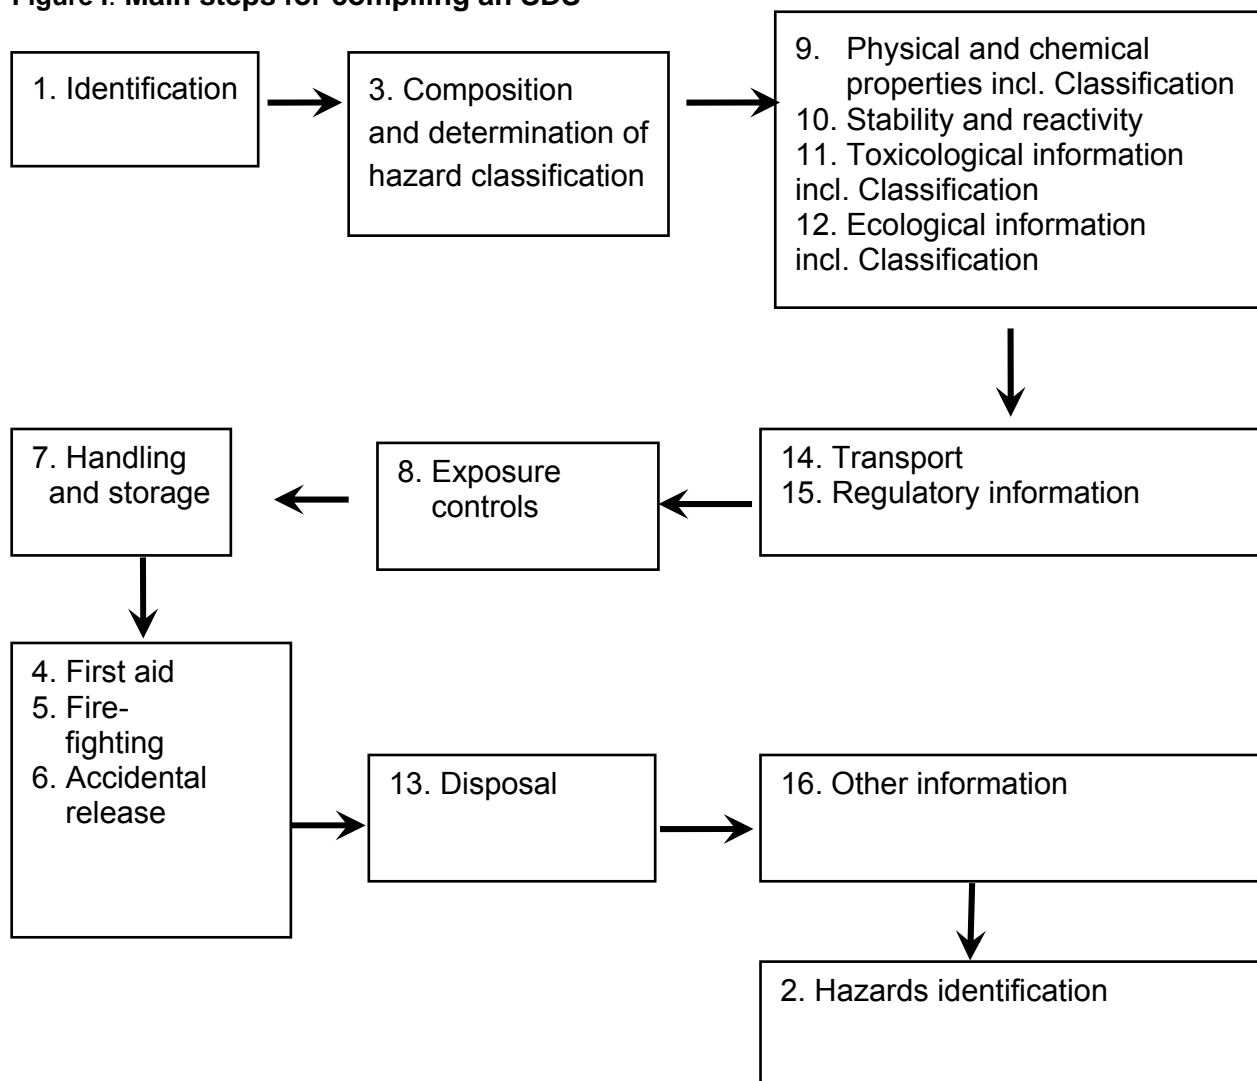 Figure I. Main steps for compiling an SDS
1. Identification
3. Composition
and determination of
hazard classification
9. Physical and chemical
properties incl. Classification
10. Stability and reactivity
11. Toxicological information
incl. Classification
12. Ecological information
incl. Classification
7. Handling
and storage
8. Exposure
controls
14. Transport
15. Regulatory information
4. First aid
5. Fire-
fighting
6. Accidental
release
13. Disposal
16. Other information
2. Hazards identification